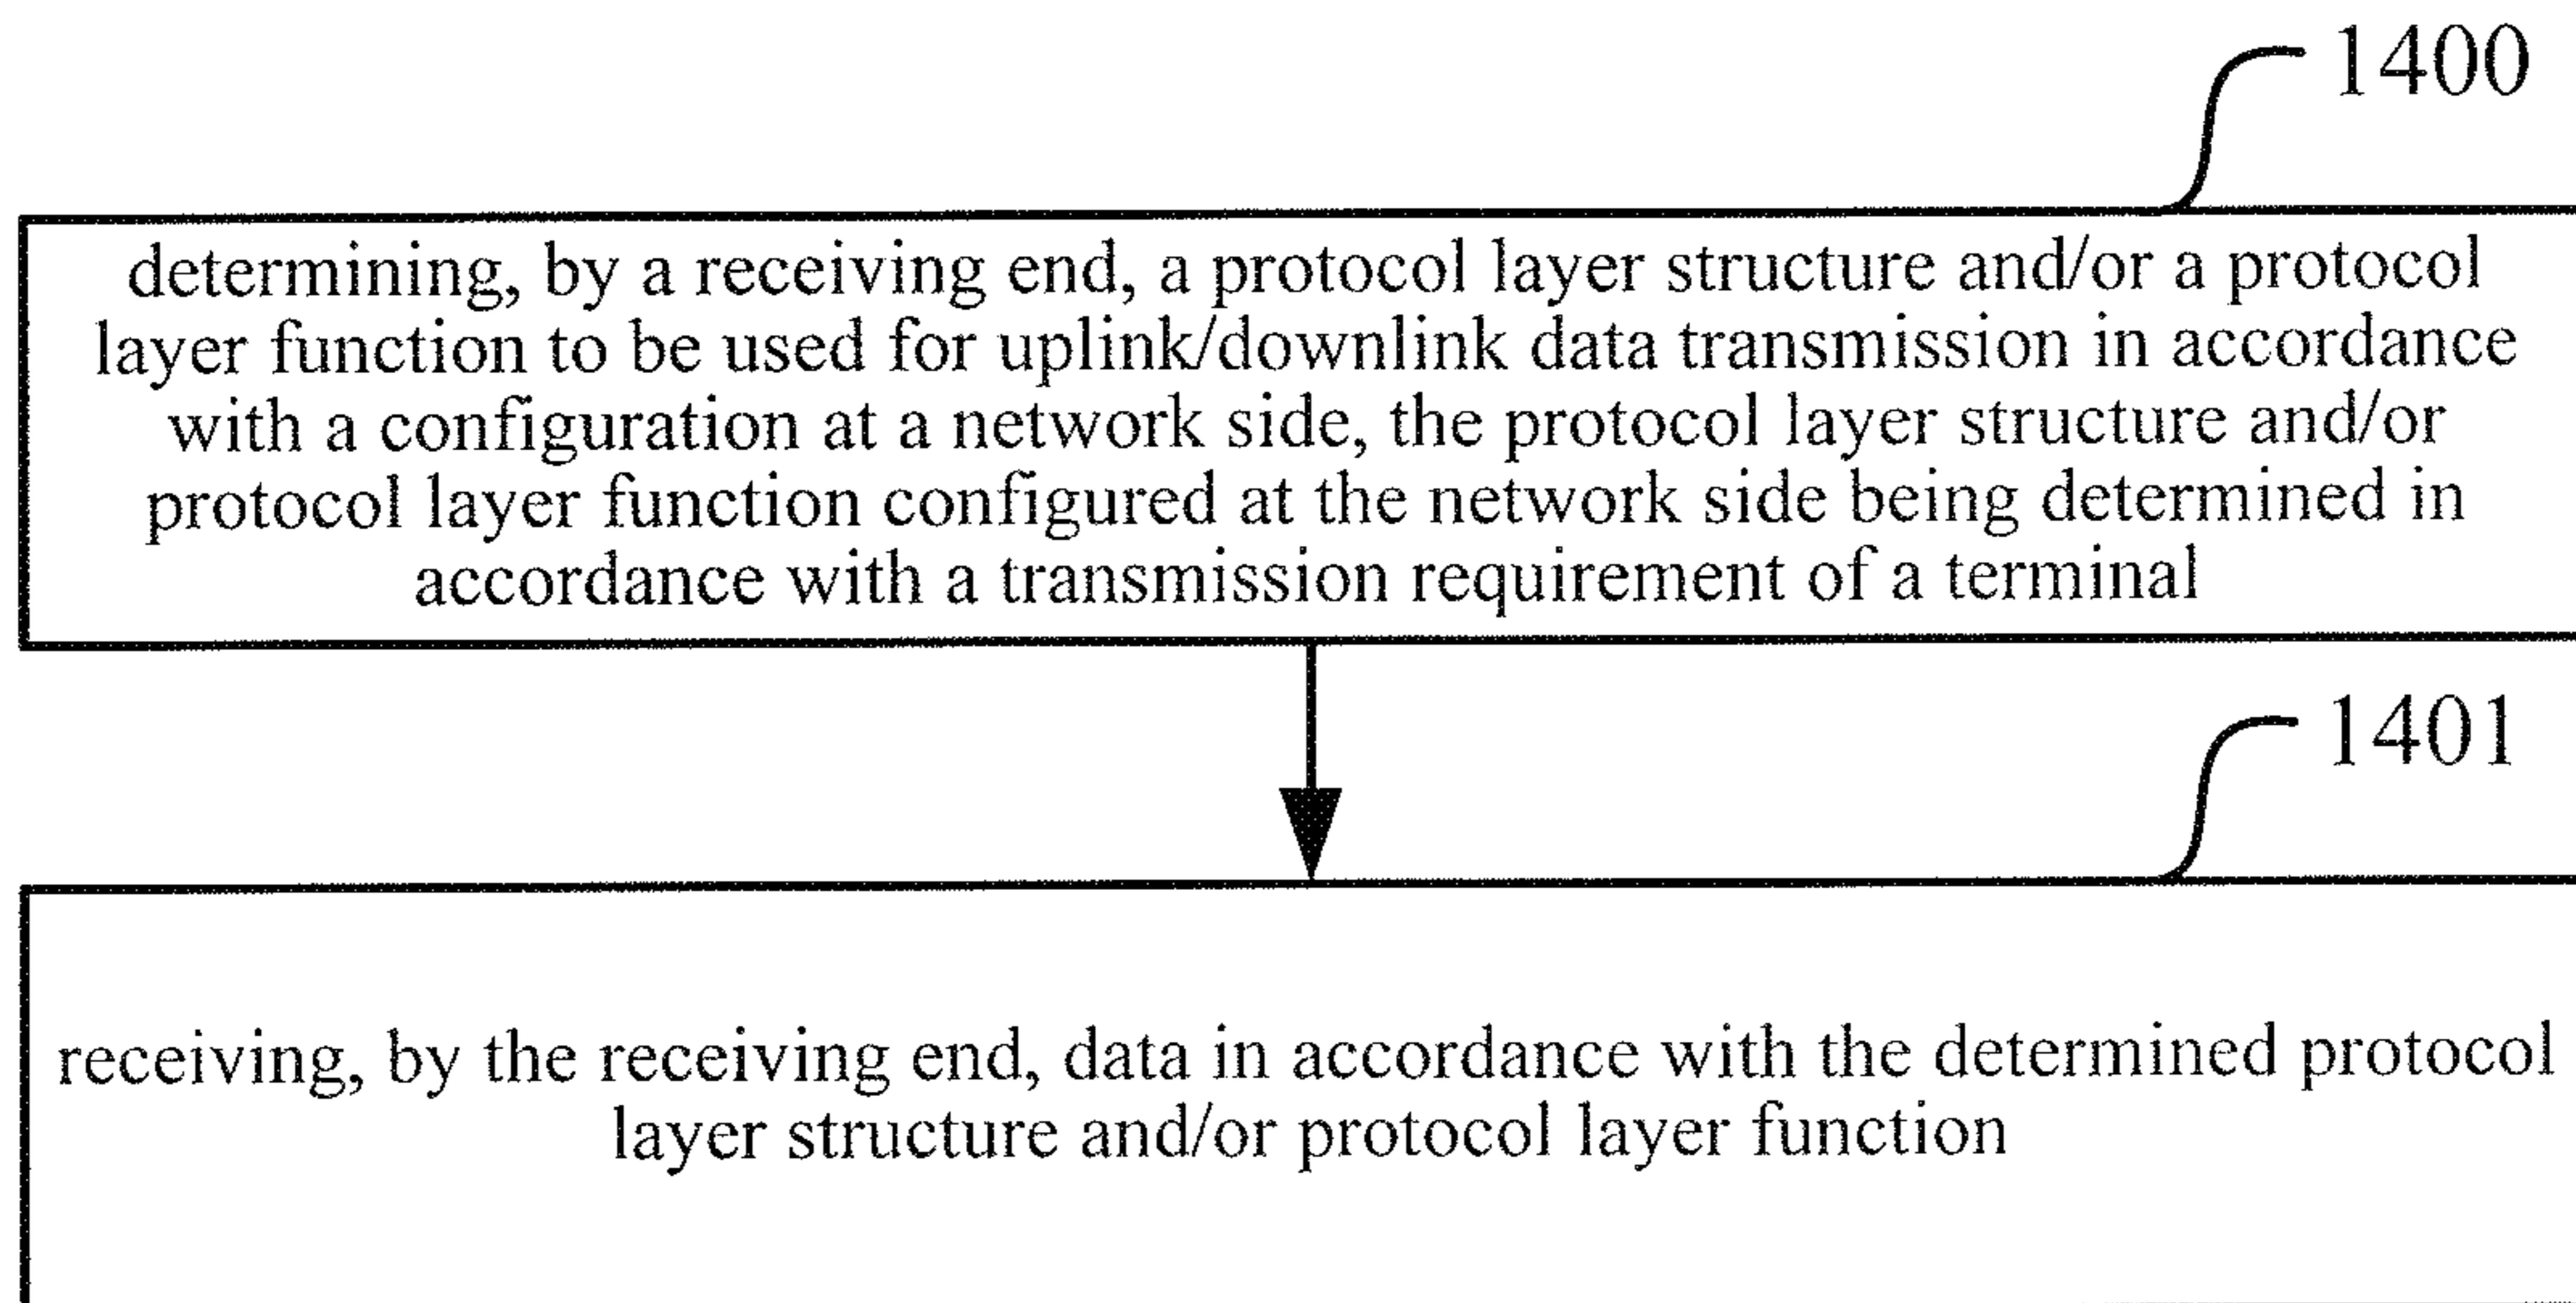 1400
determining, by a receiving end, a protocol layer structure and/or a protocol
layer function to be used for uplink/downlink data transmission in accordance
with a configuration at a network side, the protocol layer structure and/or
protocol layer function configured at the network side being determined in
accordance with a transmission requirement of a terminal
1401
receiving, by the receiving end, data in accordance with the determined protocol
layer structure and/or protocol layer function